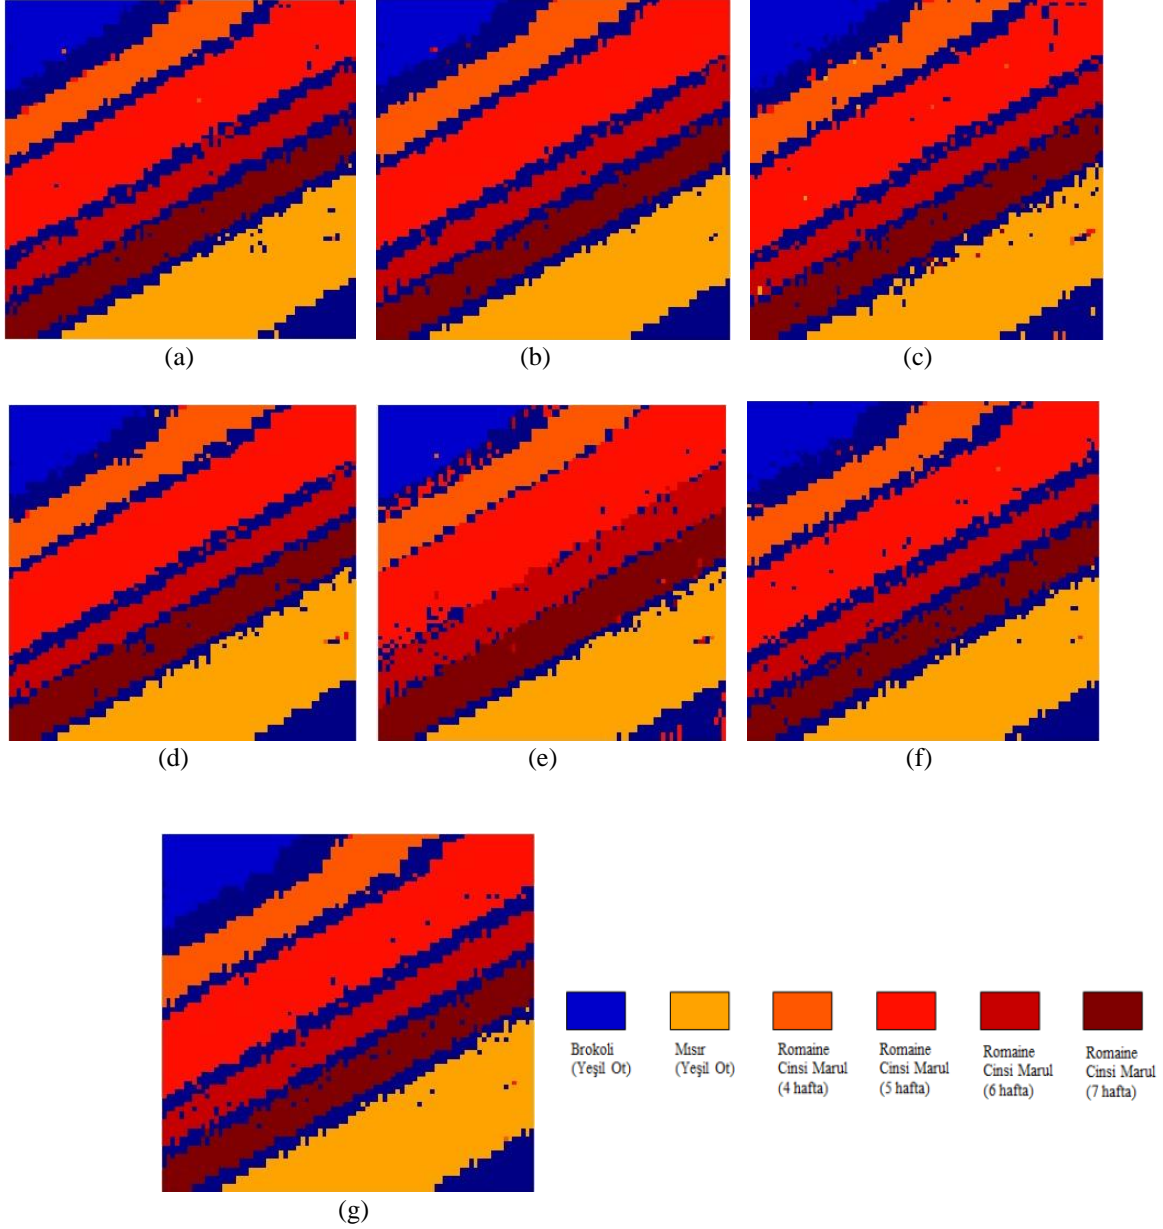 (a)
(b)
(c)
(d)
(e)
(f)
Brokoli
(Yeşil Ot)
Mısır
(Yeşil Ot)
Romaine
Cinsi Marul
(4 hafta)
Romaine
Cinsi Marul
(5 hafta)
Romaine
Cinsi Marul
(6 hafta)
Romaine
Cinsi Marul
(7 hafta)
(g)